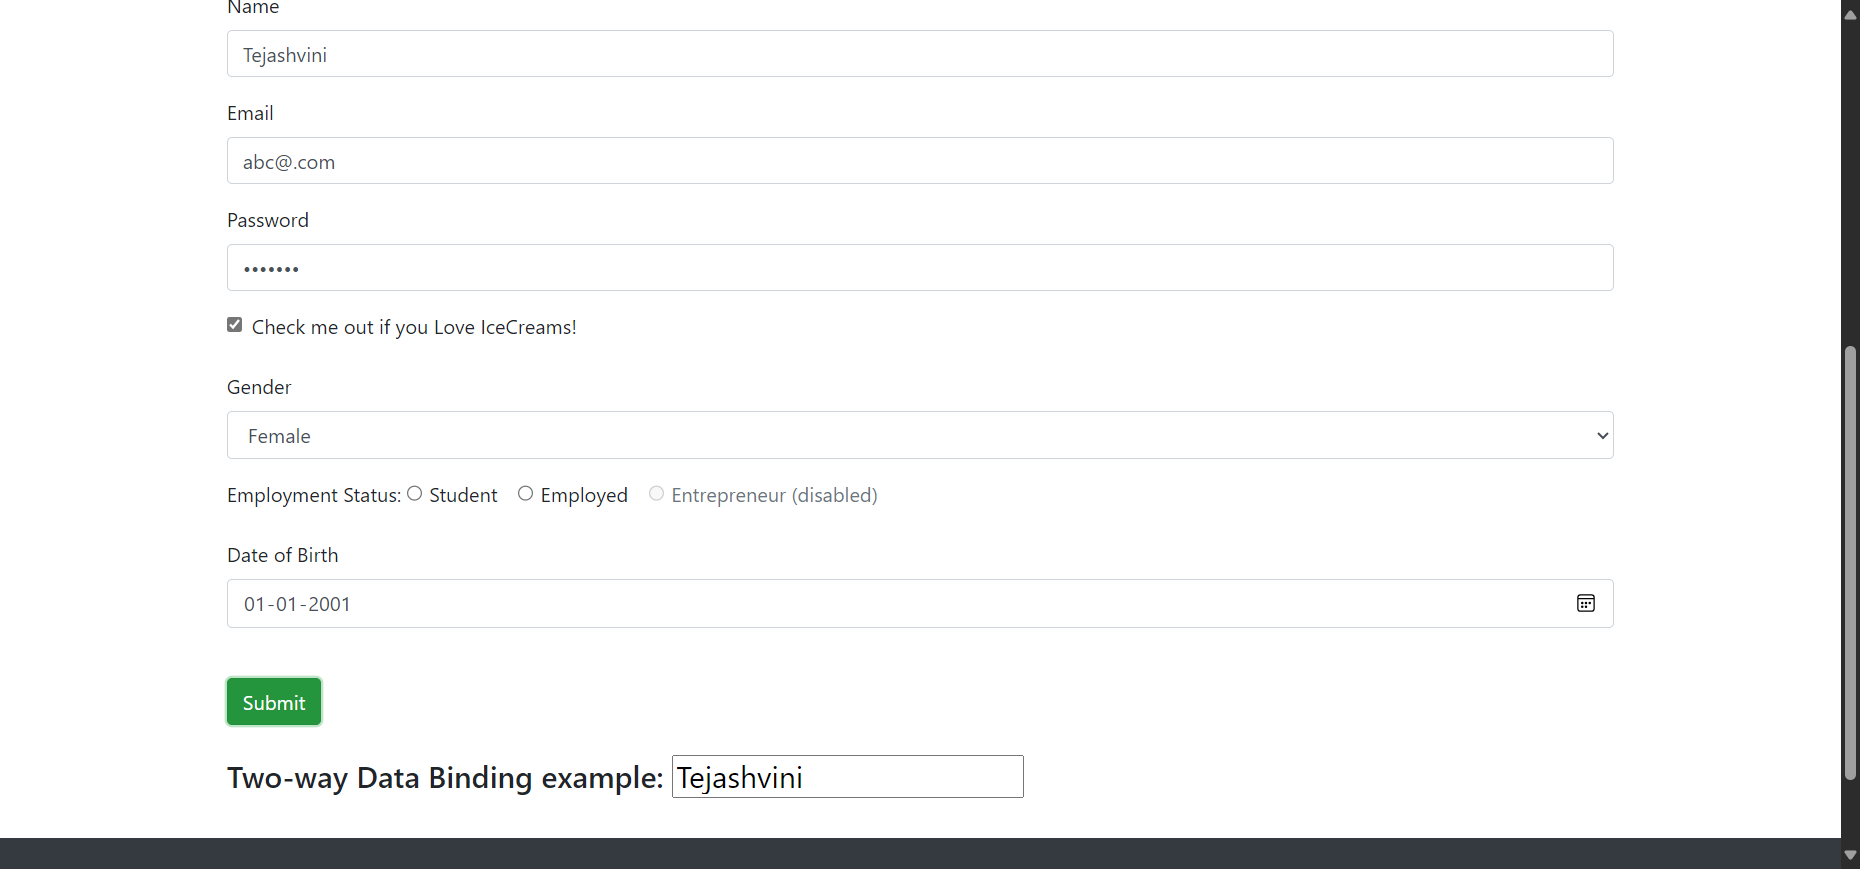 Name
Tejashvini
Email
abc@.com
Password
•••••••
Check me out if you Love IceCreams!
Gender
Female
Employment Status: Student Employed Entrepreneur (disabled)
Date of Birth
01-01-2001
Submit
Two-way Data Binding example: Tejashvini